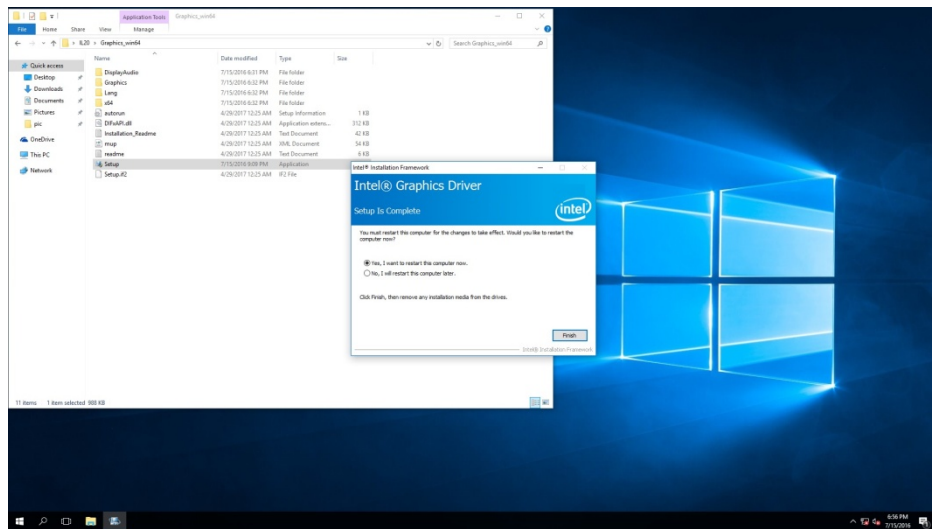 Application Tools
Graphics_win64
File
Home
Share
View
Manage
8.20
Graphics_win64
Search Graphics_win64
Name
Date modified
Type
Size
Quick access
Desktop
Downloads
Documents
Pictures
pic
OneDrive
This PC
Network
DisplayAudio 7/15/2016 6:31 PM File folder
Graphics 7/15/2016 6:32 PM File folder
Lang 7/15/2016 6:32 PM File folder
x64 7/15/2016 6:32 PM File folder
autorun 4/29/2017 12:25 AM Setup Information 1 KB
DIFxAPI.dll 4/29/2017 12:25 AM Application extens... 312 KB
Installation_Readme 4/29/2017 12:25 AM Text Document 42 KB
mup 4/29/2017 12:25 AM XML Document 54 KB
readme 4/29/2017 12:25 AM Text Document 6 KB
Setup 7/15/2016 9:09 PM Application
Setup.if2 4/29/2017 12:25 AM IF2 File
Intel® Installation Framework
Intel® Graphics Driver
Setup Is Complete
intel
You must restart this computer for the changes to take effect. Would you like to restart the
computer now?
Yes, I want to restart this computer now.
No, I will restart this computer later.
Click Finish, then remove any installation media from the drives.
Finish
Intel® Installation Framework
11 items
1 item selected 988 KB
6:56 PM
7/15/2016